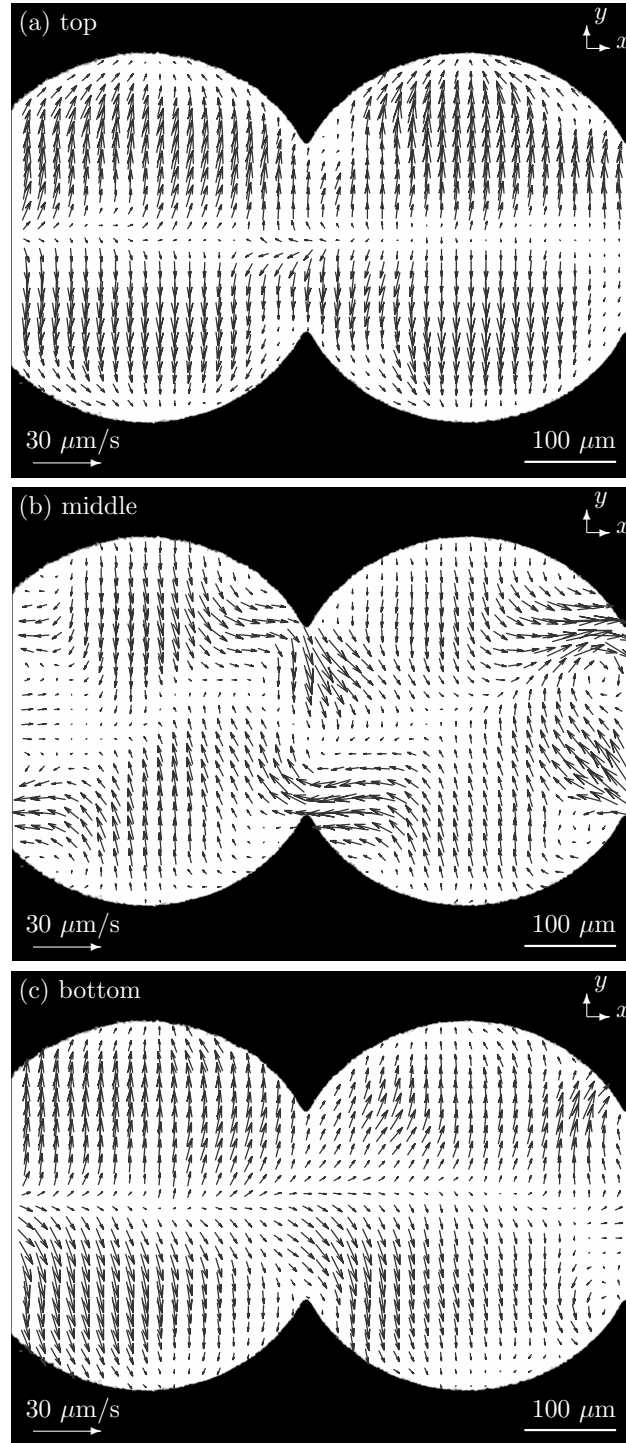 (a) top
y
x
30 μm/s
100 μm
(b) middle
y
x
30 μm/s
100 μm
(c) bottom
y
x
30 μm/s
100 μm